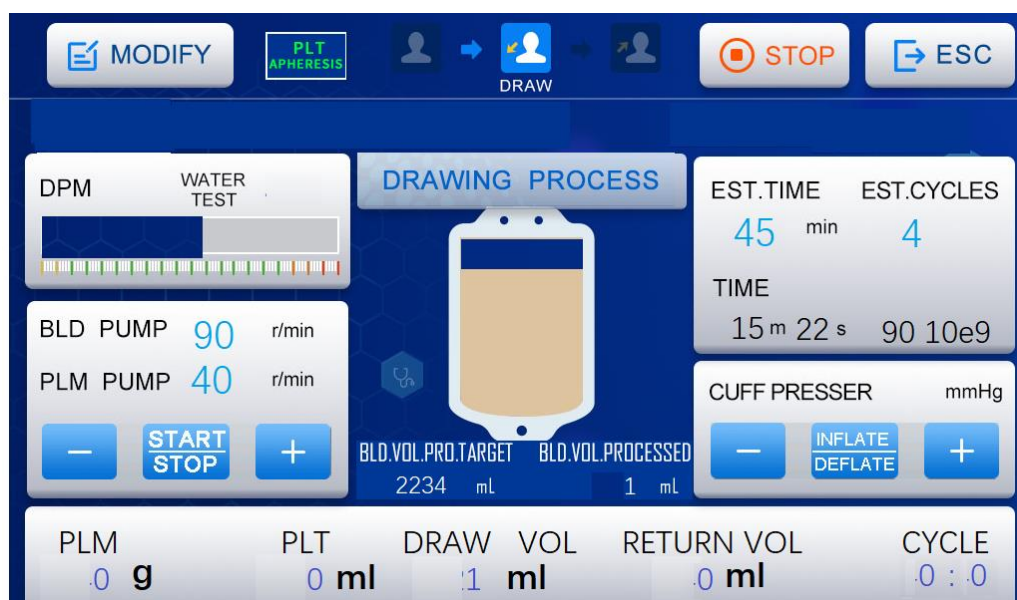 MODIFY
PLT
APHERESIS
DRAW
STOP
ESC
DPM
WATER
TEST
BLD PUMP 90 r/min
PLM PUMP 40 r/min
START
STOP
DRAWING PROCESS
BLD.VOL.PRO.TARGET BLD.VOL.PROCESSED
2234 ml 1 ml
EST.TIME EST.CYCLES
45 min 4
TIME
15 m 22 s 90 10e9
CUFF PRESSER mmHg
INFLATE
DEFLATE
PLM PLT DRAW VOL RETURN VOL CYCLE
0 g 0 ml 1 ml 0 ml 0 : 0